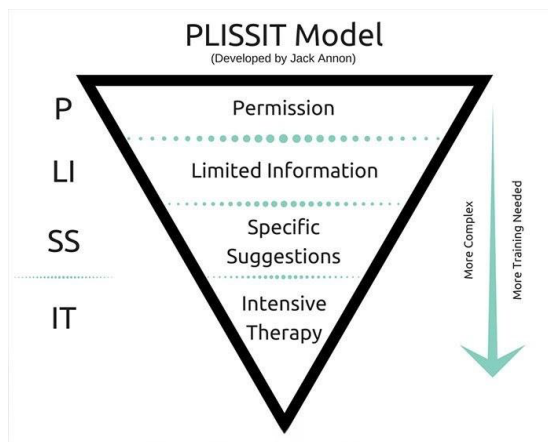 PLISSIT Model
(Developed by Jack Annon)
P
Permission
LI
Limited Information
SS
Specific
Suggestions
IT
Intensive
Therapy
More Complex
More Training Needed